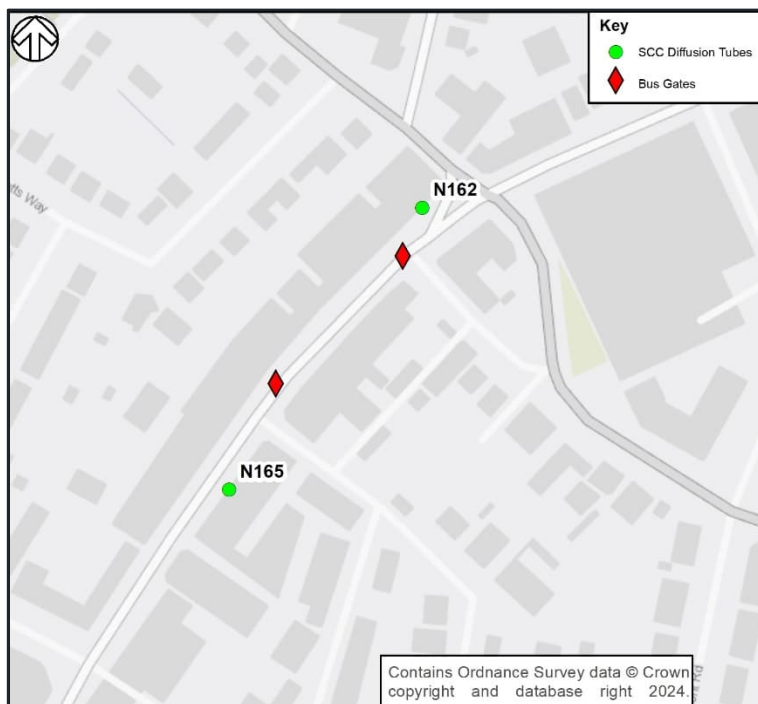 Key
SCC Diffusion Tubes
Bus Gates
N162
N165
Contains Ordnance Survey data © Crown
copyright and database right 2024.